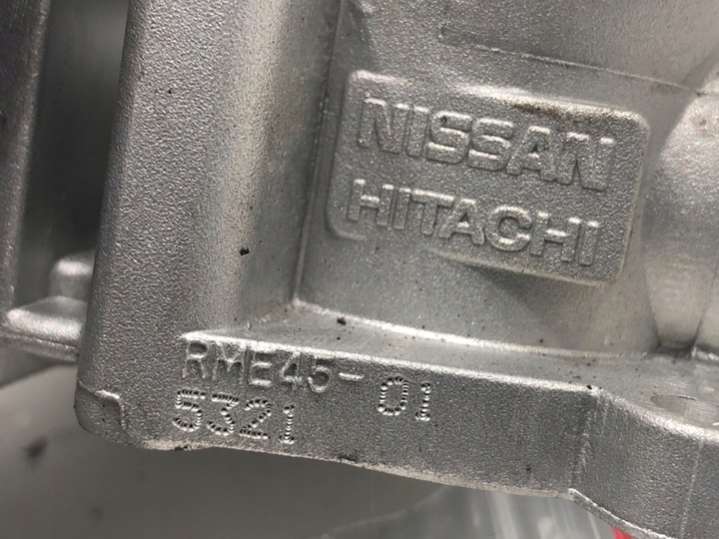 NISSAN
HITACHI
RME45-01
5321